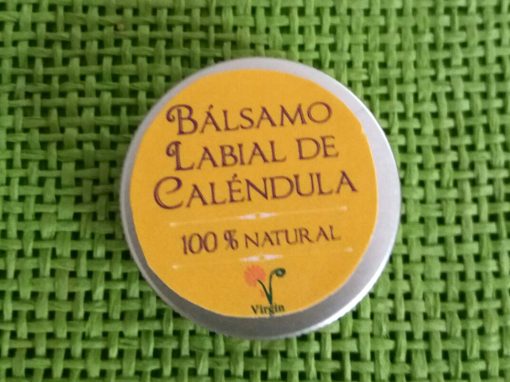 BÁLSAMO
LABIAL DE
CALÉNDULA
100 % NATURAL
Virgin